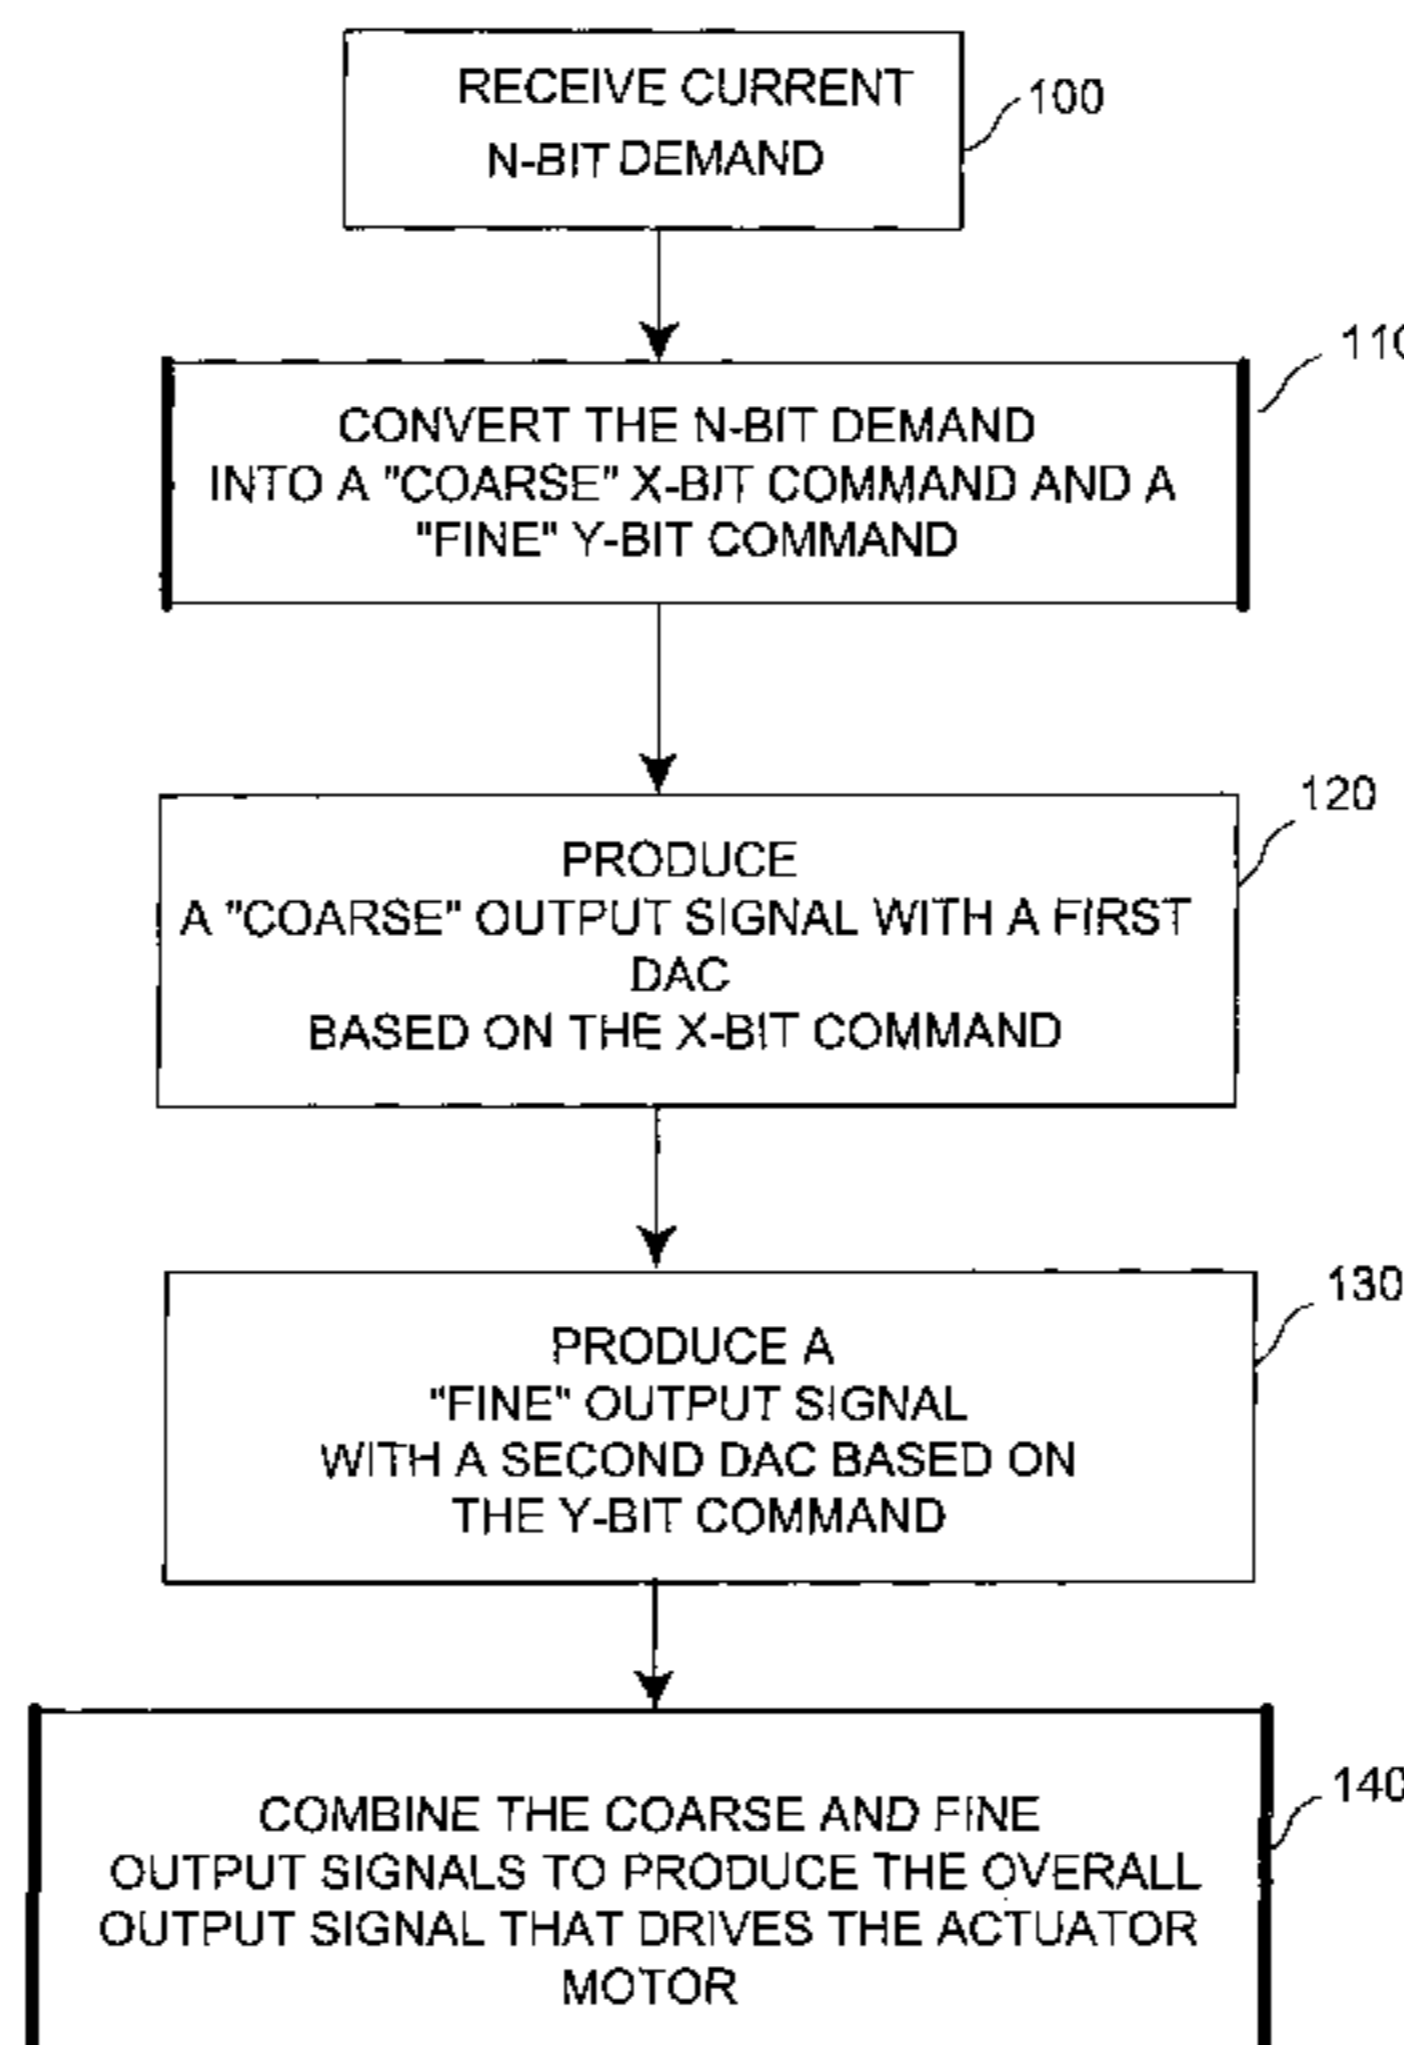 RECEIVE CURRENT
N-BIT DEMAND
100
110
CONVERT THE N-BIT DEMAND
INTO A "COARSE" X-BIT COMMAND AND A
"FINE" Y-BIT COMMAND
120
PRODUCE
A "COARSE" OUTPUT SIGNAL WITH A FIRST
DAC
BASED ON THE X-BIT COMMAND
130
PRODUCE A
"FINE" OUTPUT SIGNAL
WITH A SECOND DAC BASED ON
THE Y-BIT COMMAND
140
COMBINE THE COARSE AND FINE
OUTPUT SIGNALS TO PRODUCE THE OVERALL
OUTPUT SIGNAL THAT DRIVES THE ACTUATOR
MOTOR